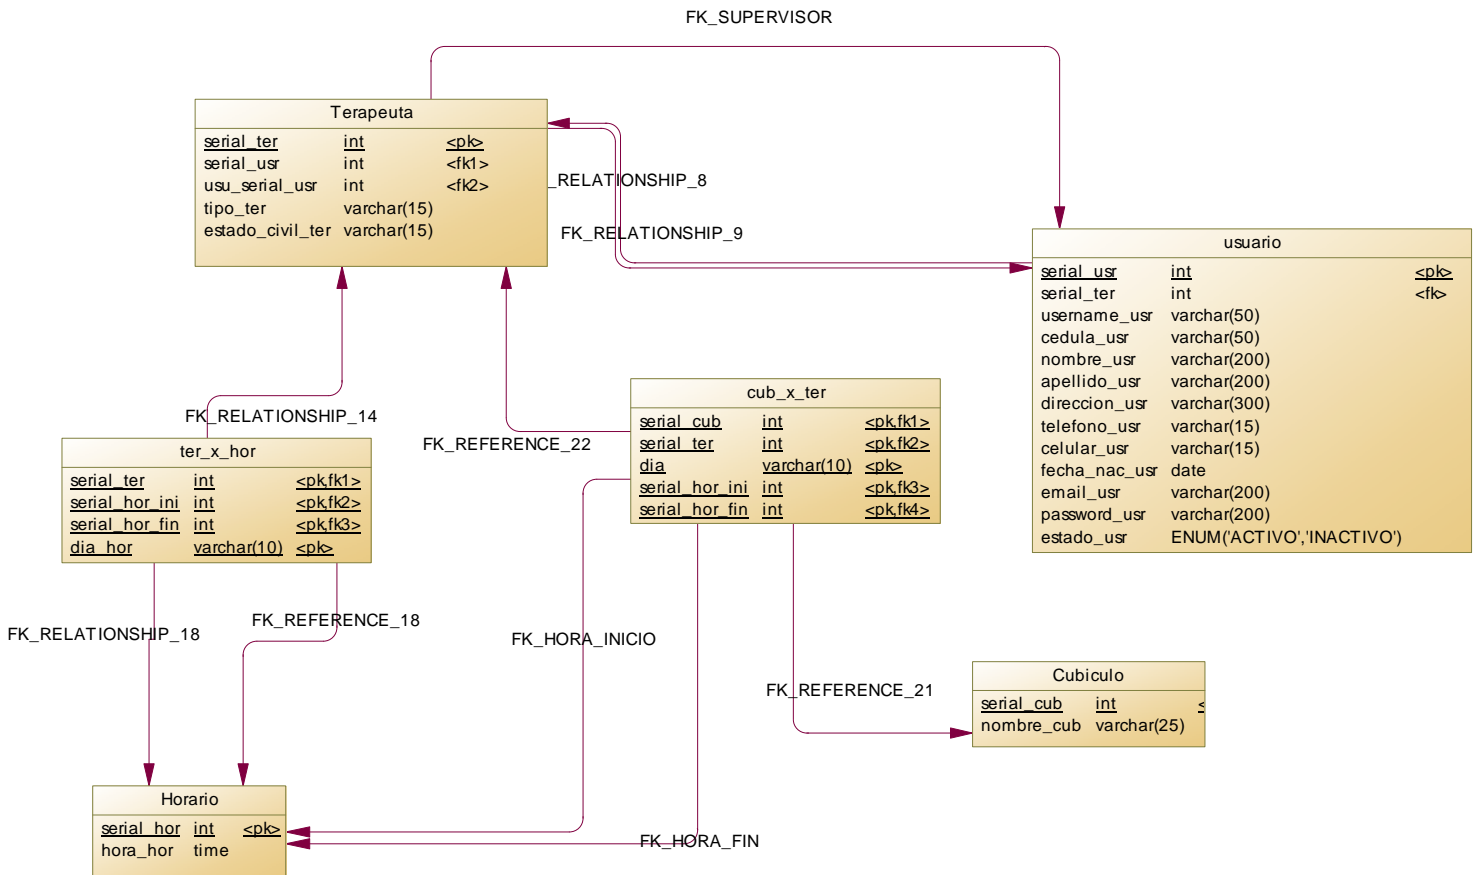 FK_SUPERVISOR
Terapeuta
serial_ter int <pk>
serial_usr int <fk1>
usu_serial_usr int <fk2>
tipo_ter varchar(15)
estado_civil_ter varchar(15)
_RELATIONSHIP_8
FK_RELATIONSHIP_9
usuario
serial_usr int <pk>
serial_ter int <fk>
username_usr varchar(50)
cedula_usr varchar(50)
nombre_usr varchar(200)
apellido_usr varchar(200)
direccion_usr varchar(300)
telefono_usr varchar(15)
celular_usr varchar(15)
fecha_nac_usr date
email_usr varchar(200)
password_usr varchar(200)
estado_usr ENUM('ACTIVO','INACTIVO')
cub_x_ter
serial_cub int <pk,fk1>
serial_ter int <pk,fk2>
dia varchar(10) <pk>
serial_hor_ini int <pk,fk3>
serial_hor_fin int <pk,fk4>
FK_RELATIONSHIP_14
FK_REFERENCE_22
ter_x_hor
serial_ter int <pk,fk1>
serial_hor_ini int <pk,fk2>
serial_hor_fin int <pk,fk3>
dia_hor varchar(10) <pk>
FK_RELATIONSHIP_18
FK_REFERENCE_18
FK_HORA_INICIO
FK_REFERENCE_21
Cubiculo
serial_cub int <
nombre_cub varchar(25)
Horario
serial_hor int <pk>
hora_hor time
FK_HORA_FIN